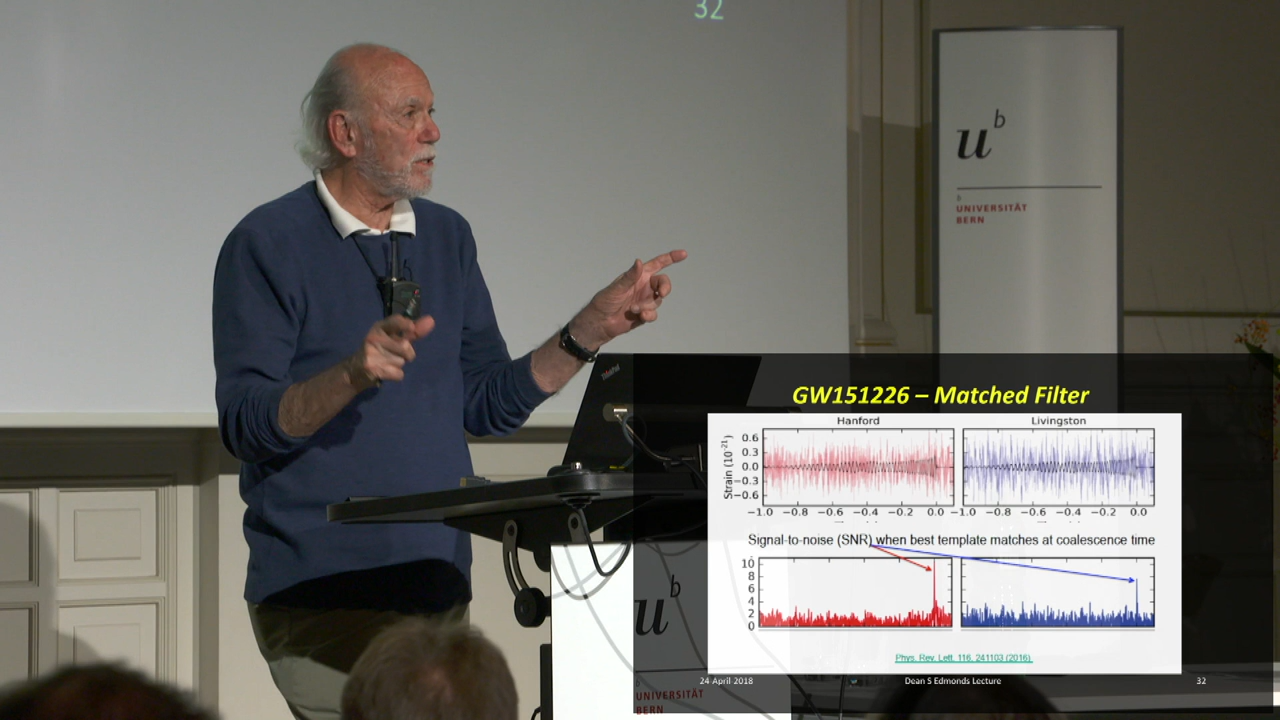 32
u b
b
UNIVERSITÄT
BERN
ThinkPad
GW151226 – Matched Filter
Hanford
Livingston
Strain (10⁻²¹)
0.6
0.3
0.0
−0.3
−0.6
−1.0 −0.8 −0.6 −0.4 −0.2 0.0
−1.0 −0.8 −0.6 −0.4 −0.2 0.0
Signal-to-noise (SNR) when best template matches at coalescence time
10
8
6
4
2
0
Phys. Rev. Lett. 116, 241103 (2016)
24 April 2018
Dean S Edmonds Lecture
32
u b
b
UNIVERSITÄT
BERN